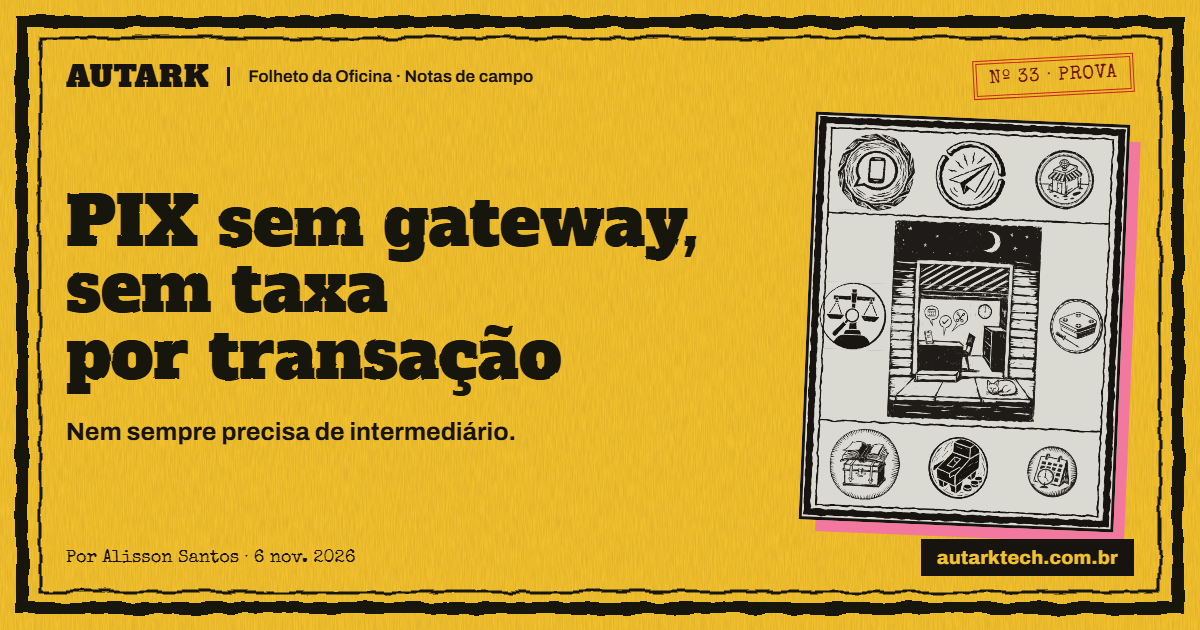 AUTARK
Folheto da Oficina · Notas de campo
Nº 33 · PROVA
PIX sem gateway,
sem taxa
por transação
Nem sempre precisa de intermediário.
Por Alisson Santos · 6 nov. 2026
autarktech.com.br